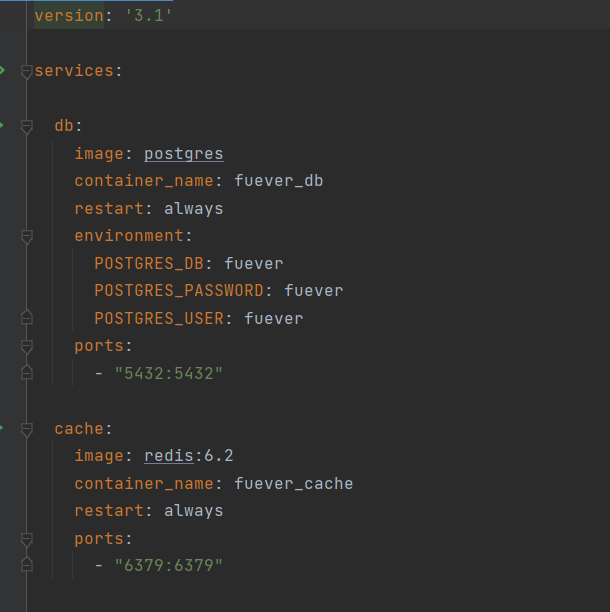 version: '3.1'
services:
  db:
    image: postgres
    container_name: fuever_db
    restart: always
    environment:
      POSTGRES_DB: fuever
      POSTGRES_PASSWORD: fuever
      POSTGRES_USER: fuever
    ports:
      - "5432:5432"
  cache:
    image: redis:6.2
    container_name: fuever_cache
    restart: always
    ports:
      - "6379:6379"